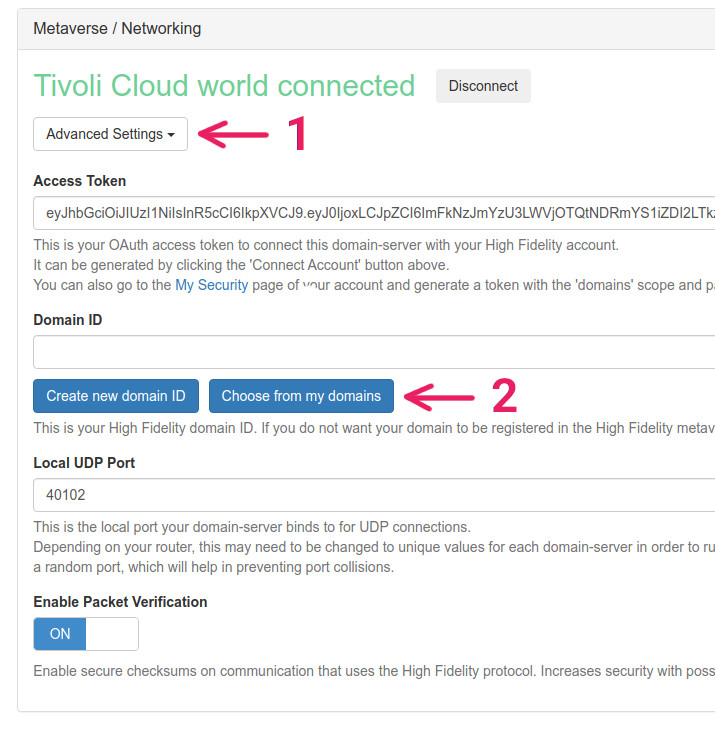 Metaverse / Networking
Tivoli Cloud world connected Disconnect
Advanced Settings 1
Access Token
eyJhbGciOiJIUzI1NiIsInR5cCI6IkpXVCJ9.eyJ0IjoxLCJpZCI6ImFkNzJmYzU3LWVjOTQtNDRmYS1iZDI2LTkz
This is your OAuth access token to connect this domain-server with your High Fidelity account.
It can be generated by clicking the 'Connect Account' button above.
You can also go to the My Security page of your account and generate a token with the 'domains' scope and
Domain ID
Create new domain ID Choose from my domains 2
This is your High Fidelity domain ID. If you do not want your domain to be registered in the High Fidelity metav
Local UDP Port
40102
This is the local port your domain-server binds to for UDP connections.
Depending on your router, this may need to be changed to unique values for each domain-server in order to ru
a random port, which will help in preventing port collisions.
Enable Packet Verification
ON
Enable secure checksums on communication that uses the High Fidelity protocol. Increases security with poss